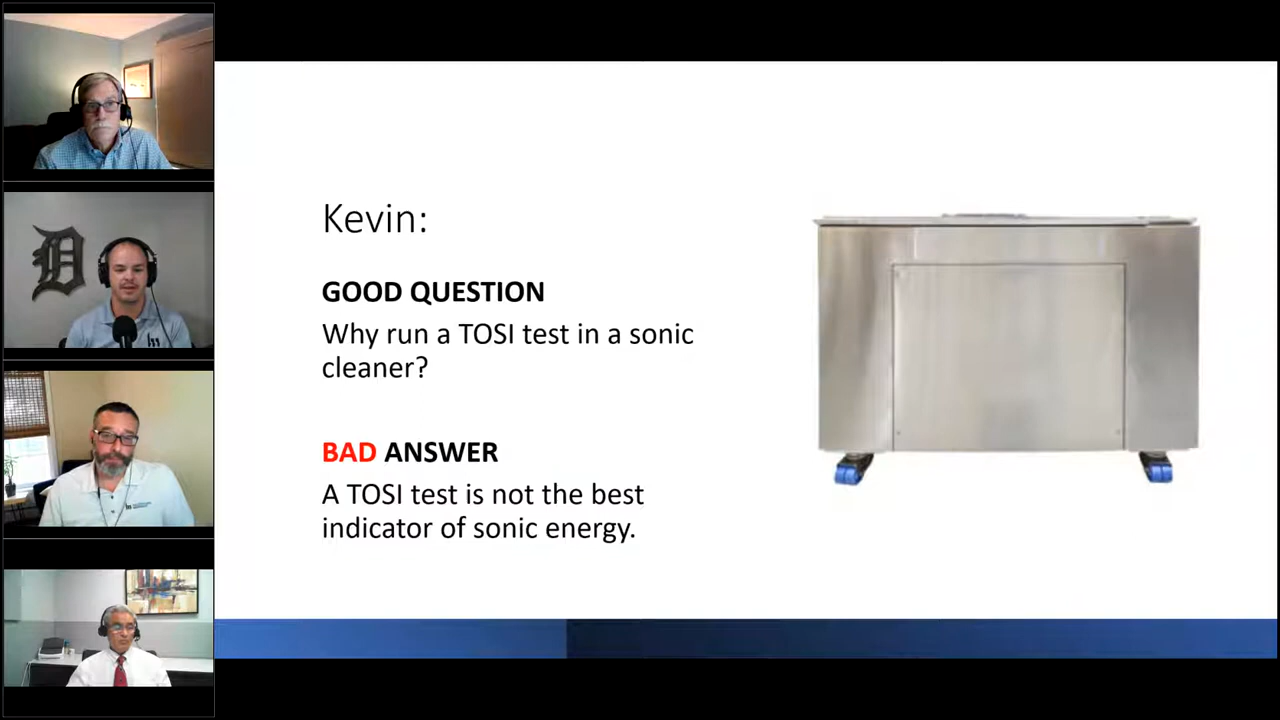 Kevin:
GOOD QUESTION
Why run a TOSI test in a sonic
cleaner?
BAD ANSWER
A TOSI test is not the best
indicator of sonic energy.
D